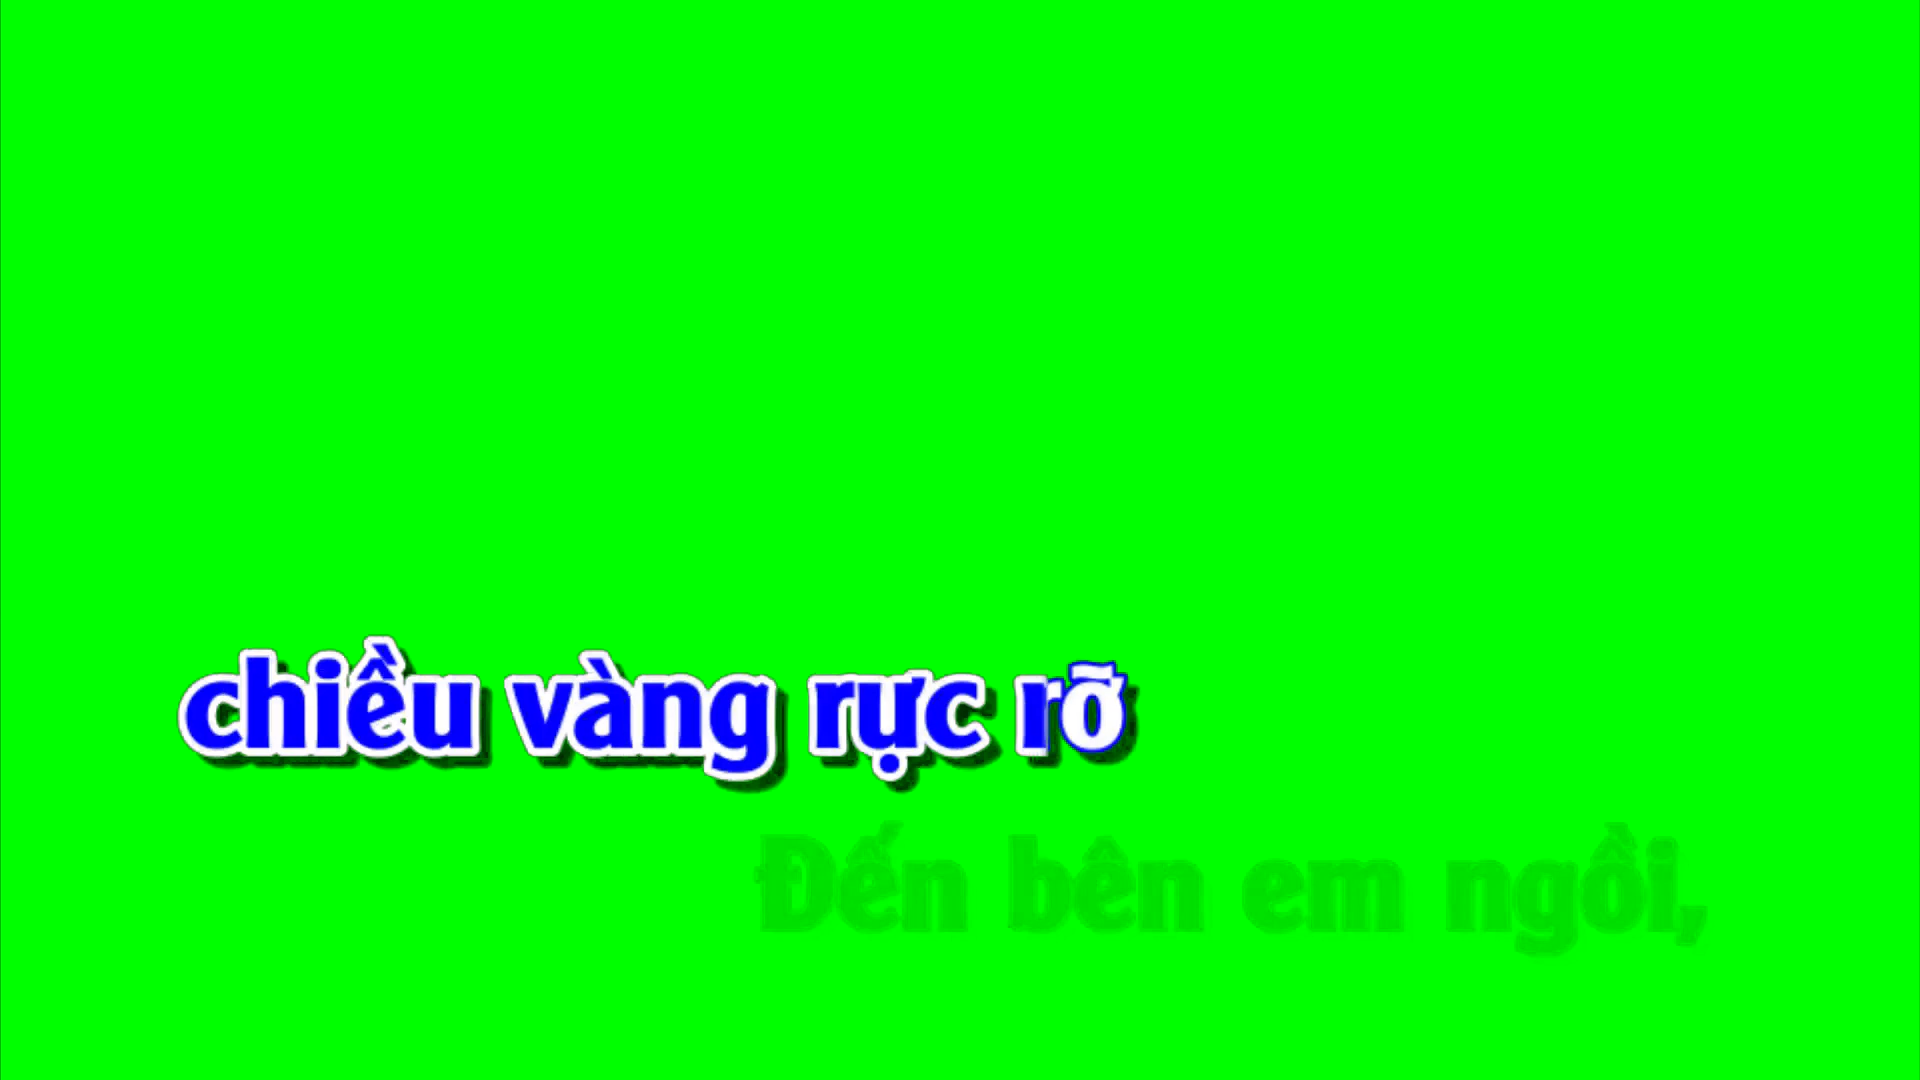 chiều vàng rực rỡ
Đến bên em ngồi,